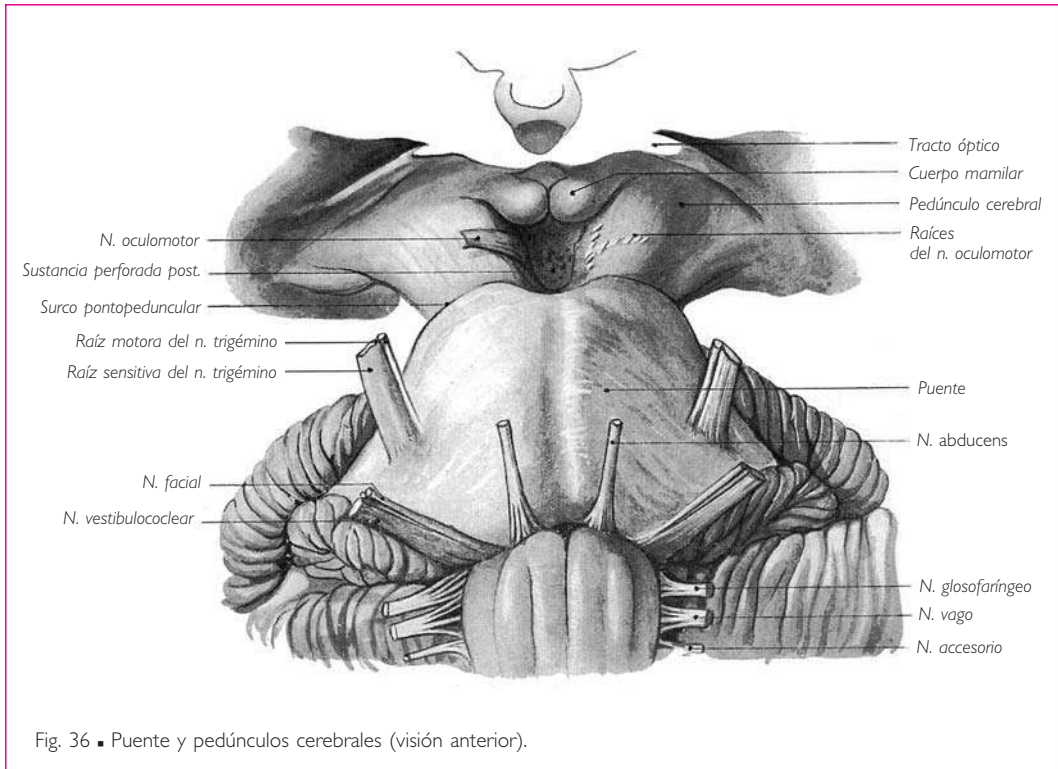 Tracto óptico
Cuerpo mamilar
Pedúnculo cerebral
Raíces
del n. oculomotor
N. oculomotor
Sustancia perforada post.
Surco pontopeduncular
Raíz motora del n. trigémino
Raíz sensitiva del n. trigémino
Puente
N. abducens
N. facial
N. vestibulococlear
N. glosofaríngeo
N. vago
N. accesorio
Fig. 36 ■ Puente y pedúnculos cerebrales (visión anterior).